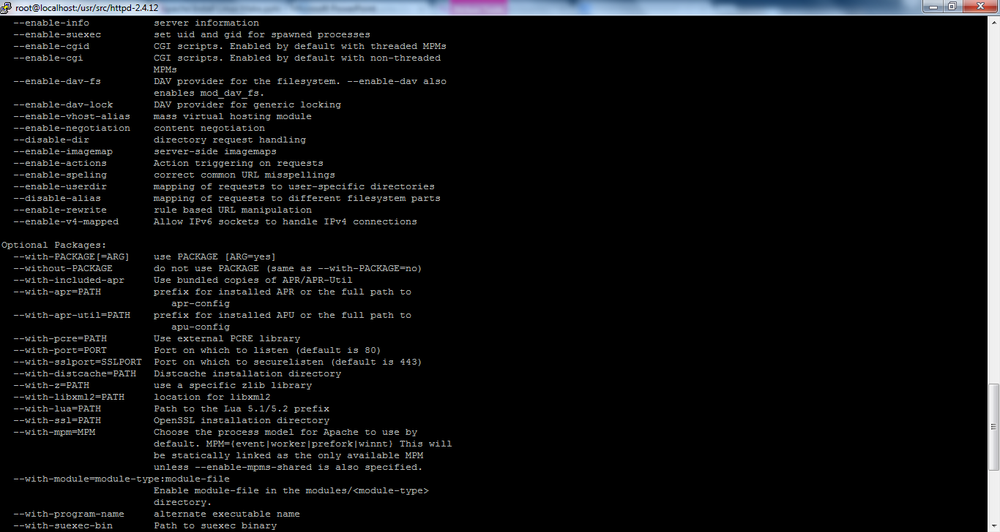 root@localhost:/usr/src/httpd-2.4.12
--enable-info server information
--enable-suexec set uid and gid for spawned processes
--enable-cgid CGI scripts. Enabled by default with threaded MPMs
--enable-cgi CGI scripts. Enabled by default with non-threaded
MPMs
--enable-dav-fs DAV provider for the filesystem. --enable-dav also
enables mod_dav_fs.
--enable-dav-lock DAV provider for generic locking
--enable-vhost-alias mass virtual hosting module
--enable-negotiation content negotiation
--disable-dir directory request handling
--enable-imagemap server-side imagemaps
--enable-actions Action triggering on requests
--enable-speling correct common URL misspellings
--enable-userdir mapping of requests to user-specific directories
--disable-alias mapping of requests to different filesystem parts
--enable-rewrite rule based URL manipulation
--enable-v4-mapped Allow IPv6 sockets to handle IPv4 connections
Optional Packages:
--with-PACKAGE[=ARG] use PACKAGE [ARG=yes]
--without-PACKAGE do not use PACKAGE (same as --with-PACKAGE=no)
--with-included-apr Use bundled copies of APR/APR-Util
--with-apr=PATH prefix for installed APR or the full path to
apr-config
--with-apr-util=PATH prefix for installed APU or the full path to
apu-config
--with-pcre=PATH Use external PCRE library
--with-port=PORT Port on which to listen (default is 80)
--with-sslport=SSLPORT Port on which to securelisten (default is 443)
--with-distcache=PATH Distcache installation directory
--with-z=PATH use a specific zlib library
--with-libxml2=PATH location for libxml2
--with-lua=PATH Path to the Lua 5.1/5.2 prefix
--with-ssl=PATH OpenSSL installation directory
--with-mpm=MPM Choose the process model for Apache to use by
default. MPM={event|worker|prefork|winnt} This will
be statically linked as the only available MPM
unless --enable-mpms-shared is also specified.
--with-module=module-type:module-file
Enable module-file in the modules/<module-type>
directory.
--with-program-name alternate executable name
--with-suexec-bin Path to suexec binary